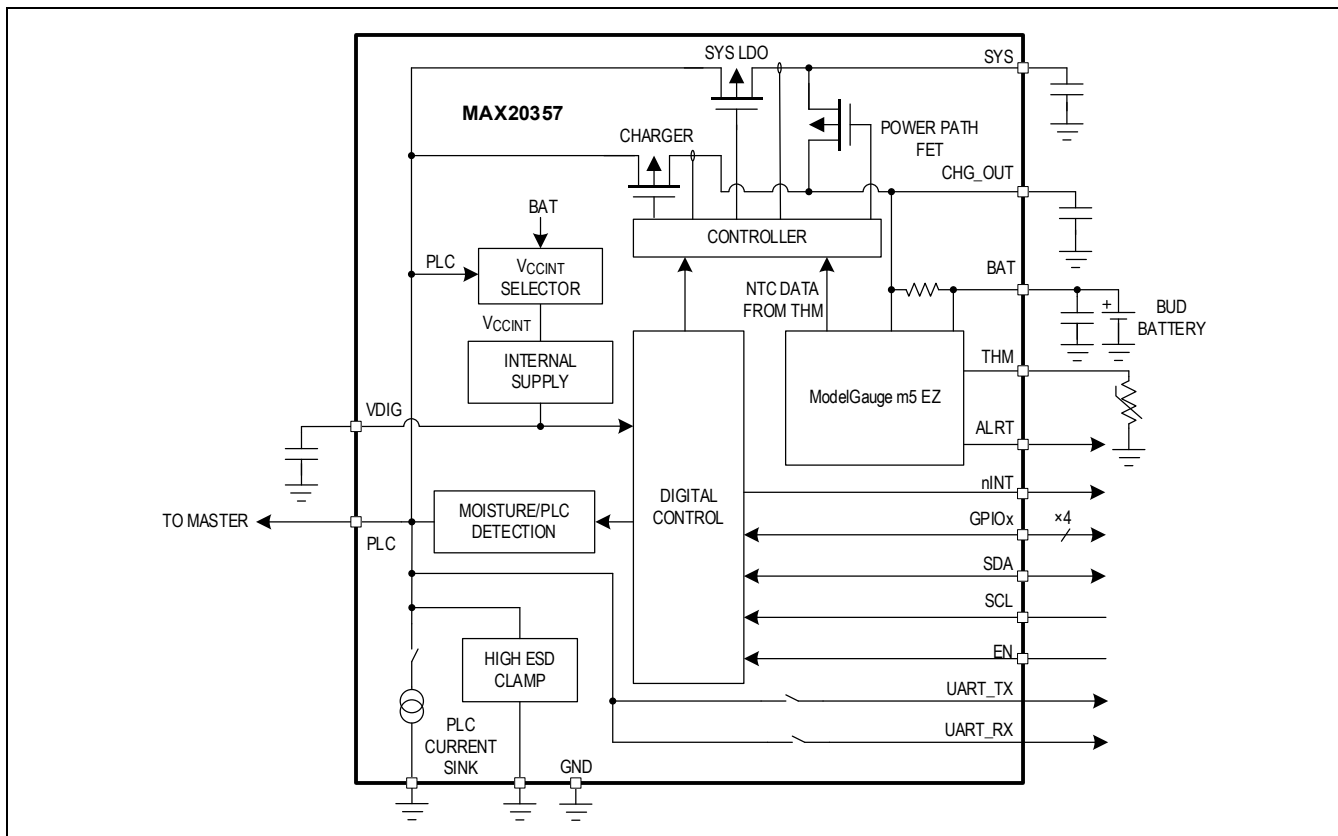 SYS LDO
SYS
MAX20357
CHARGER
POWER PATH
FET
CHG_OUT
BAT
CONTROLLER
PLC
VCCINT
SELECTOR
NTC DATA
FROM THM
BAT
+
BUD
BATTERY
VCCINT
INTERNAL
SUPPLY
THM
ModelGauge m5 EZ
VDIG
ALRT
DIGITAL
CONTROL
nINT
TO MASTER
MOISTURE/PLC
DETECTION
GPIOx
×4
PLC
SDA
SCL
HIGH ESD
CLAMP
EN
UART_TX
PLC
CURRENT
SINK
UART_RX
GND